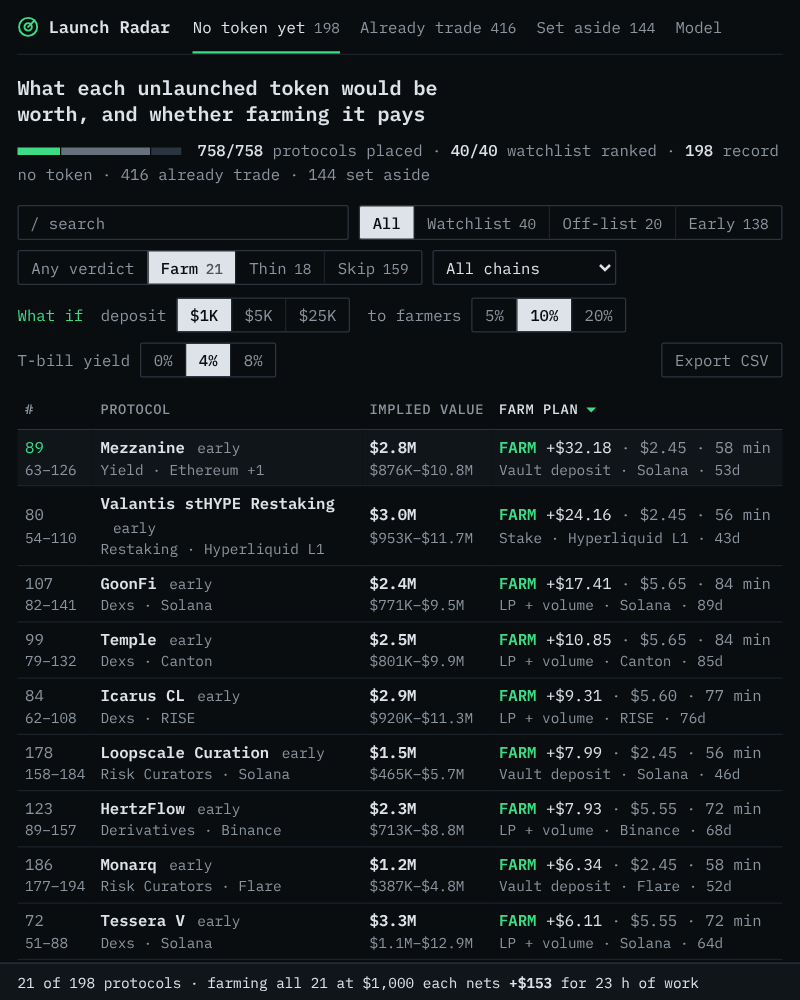 Launch Radar No token yet 198 Already trade 416 Set aside 144 Model
What each unlaunched token would be
worth, and whether farming it pays
758/758 protocols placed · 40/40 watchlist ranked · 198 record
no token · 416 already trade · 144 set aside
/ search All Watchlist 40 Off-list 20 Early 138
Any verdict Farm 21 Thin 18 Skip 159 All chains
What if deposit $1K $5K $25K to farmers 5% 10% 20%
T-bill yield 0% 4% 8% Export CSV
# PROTOCOL IMPLIED VALUE FARM PLAN
89 Mezzanine early $2.8M FARM +$32.18 · $2.45 · 58 min
63–126 Yield · Ethereum +1 $876K–$10.8M Vault deposit · Solana · 53d
80 Valantis stHYPE Restaking early $3.0M FARM +$24.16 · $2.45 · 56 min
54–110 Restaking · Hyperliquid L1 $953K–$11.7M Stake · Hyperliquid L1 · 43d
107 GoonFi early $2.4M FARM +$17.41 · $5.65 · 84 min
82–141 Dexs · Solana $771K–$9.5M LP + volume · Solana · 89d
99 Temple early $2.5M FARM +$10.85 · $5.65 · 84 min
79–132 Dexs · Canton $801K–$9.9M LP + volume · Canton · 85d
84 Icarus CL early $2.9M FARM +$9.31 · $5.60 · 77 min
62–108 Dexs · RISE $920K–$11.3M LP + volume · RISE · 76d
178 Loopscale Curation early $1.5M FARM +$7.99 · $2.45 · 56 min
158–184 Risk Curators · Solana $465K–$5.7M Vault deposit · Solana · 46d
123 HertzFlow early $2.3M FARM +$7.93 · $5.55 · 72 min
89–157 Derivatives · Binance $713K–$8.8M LP + volume · Binance · 68d
186 Monarq early $1.2M FARM +$6.34 · $2.45 · 58 min
177–194 Risk Curators · Flare $387K–$4.8M Vault deposit · Flare · 52d
72 Tessera V early $3.3M FARM +$6.11 · $5.55 · 72 min
51–88 Dexs · Solana $1.1M–$12.9M LP + volume · Solana · 64d
21 of 198 protocols · farming all 21 at $1,000 each nets +$153 for 23 h of work